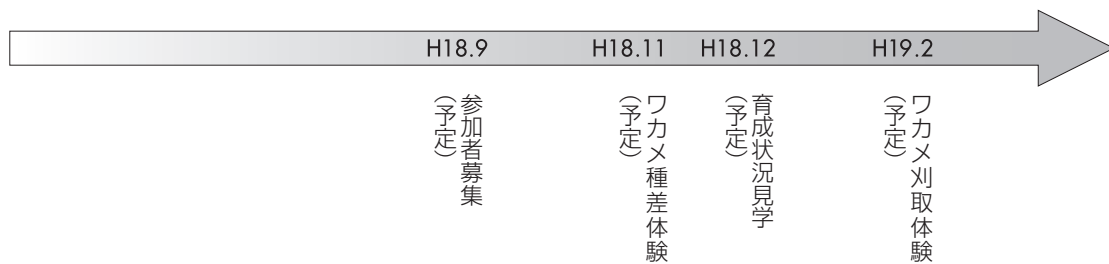 H18.9
H18.11
H18.12
H19.2
参加者募集
（予定）
ワカメ種差体験
（予定）
育成状況見学
（予定）
ワカメ刈取体験
（予定）